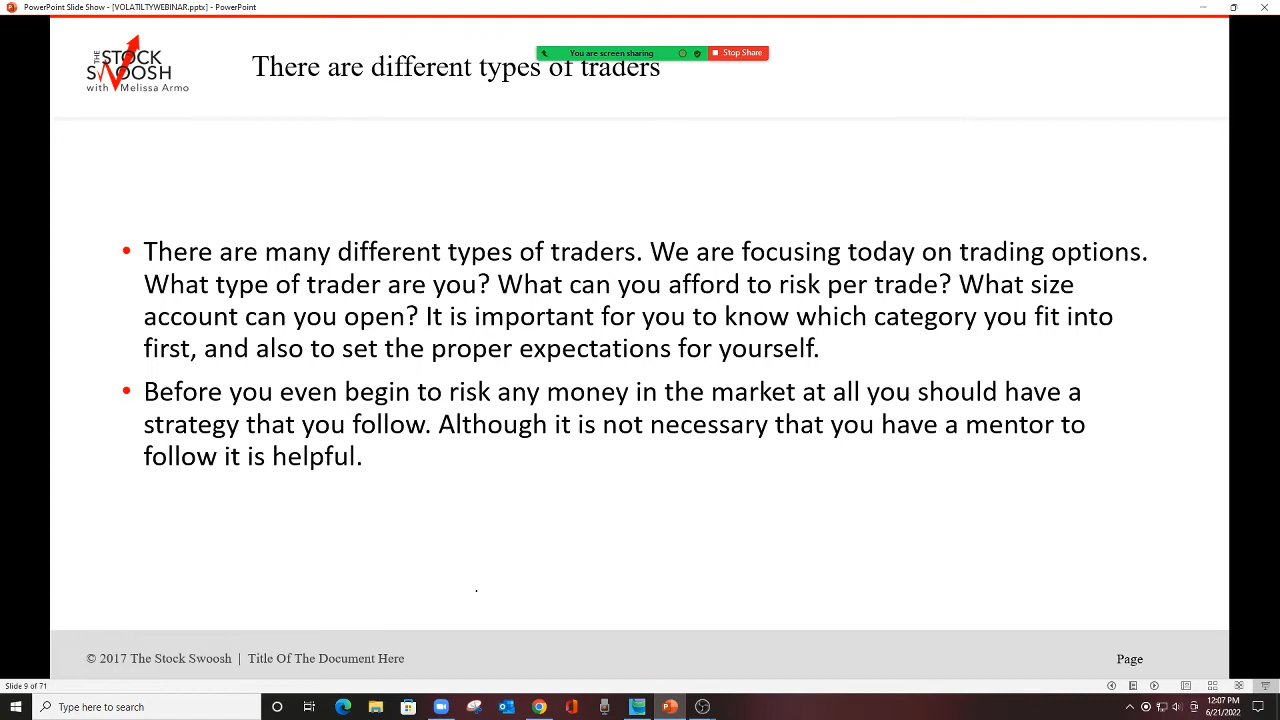 PowerPoint Slide Show - [VOLATILTYWEBINAR.pptx] - PowerPoint
THE
STOCK
SWOOSH
with Melissa Armo
There are different types of traders
You are screen sharing
Stop Share
• There are many different types of traders. We are focusing today on trading options.
What type of trader are you? What can you afford to risk per trade? What size
account can you open? It is important for you to know which category you fit into
first, and also to set the proper expectations for yourself.
• Before you even begin to risk any money in the market at all you should have a
strategy that you follow. Although it is not necessary that you have a mentor to
follow it is helpful.
© 2017 The Stock Swoosh | Title Of The Document Here
Page
Slide 9 of 71
Type here to search
12:07 PM
6/21/2022